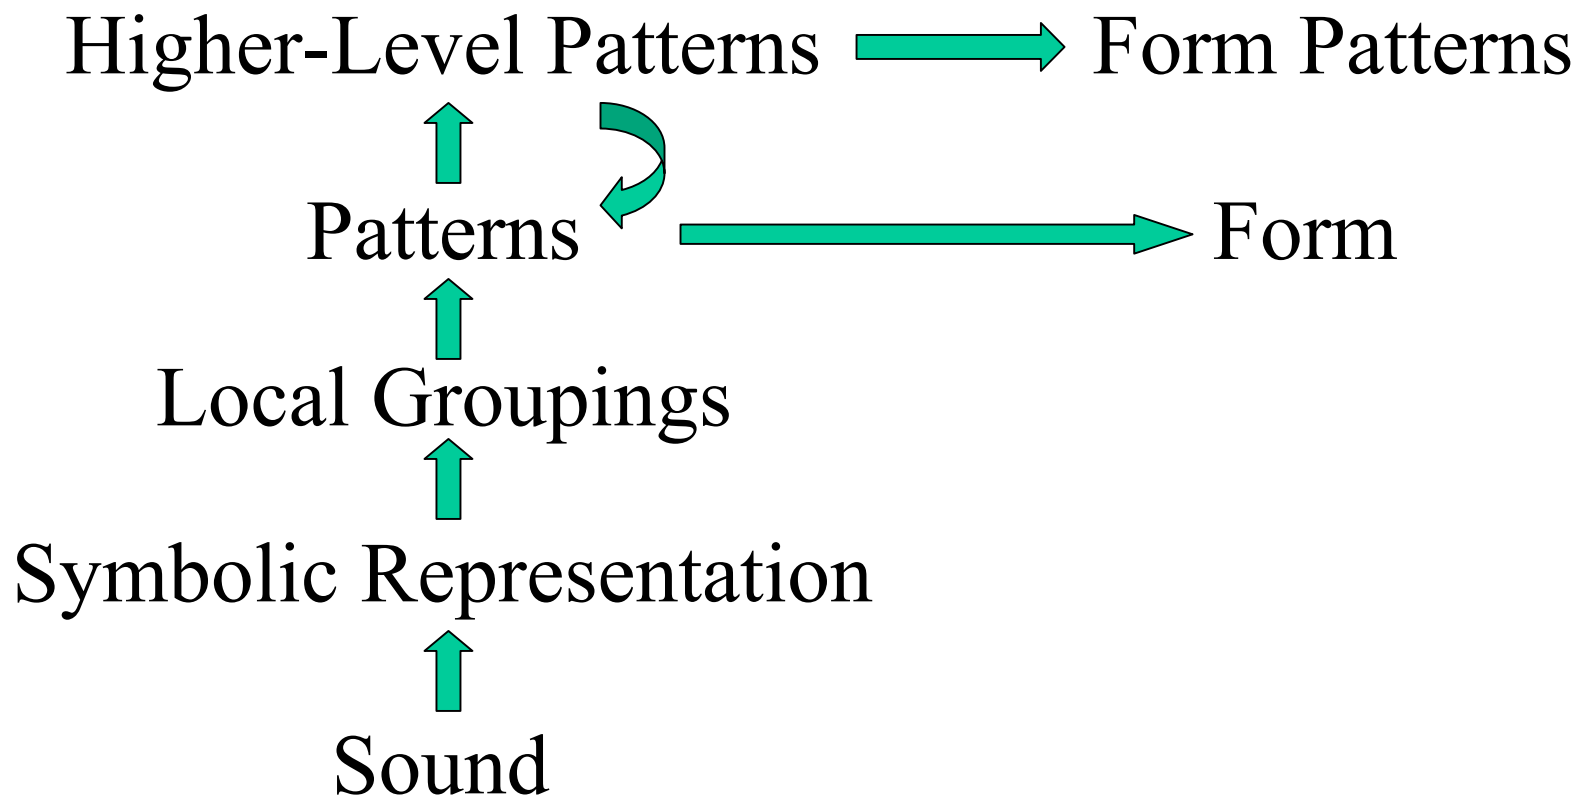 Higher-Level Patterns
Form Patterns
Patterns
Form
Local Groupings
Symbolic Representation
Sound